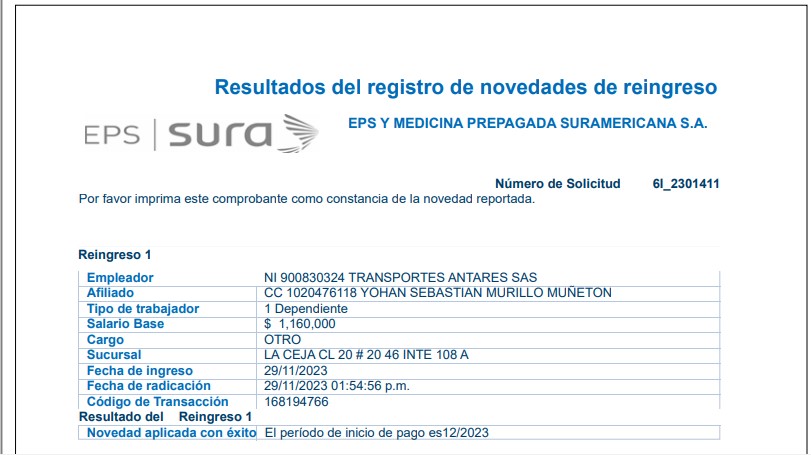 Resultados del registro de novedades de reingreso
EPS | sura
EPS Y MEDICINA PREPAGADA SURAMERICANA S.A.
Número de Solicitud 6I_2301411
Por favor imprima este comprobante como constancia de la novedad reportada.
Reingreso 1
Empleador NI 900830324 TRANSPORTES ANTARES SAS
Afiliado CC 1020476118 YOHAN SEBASTIAN MURILLO MUÑETON
Tipo de trabajador 1 Dependiente
Salario Base $ 1,160,000
Cargo OTRO
Sucursal LA CEJA CL 20 # 20 46 INTE 108 A
Fecha de ingreso 29/11/2023
Fecha de radicación 29/11/2023 01:54:56 p.m.
Código de Transacción 168194766
Resultado del Reingreso 1
Novedad aplicada con éxito El período de inicio de pago es12/2023